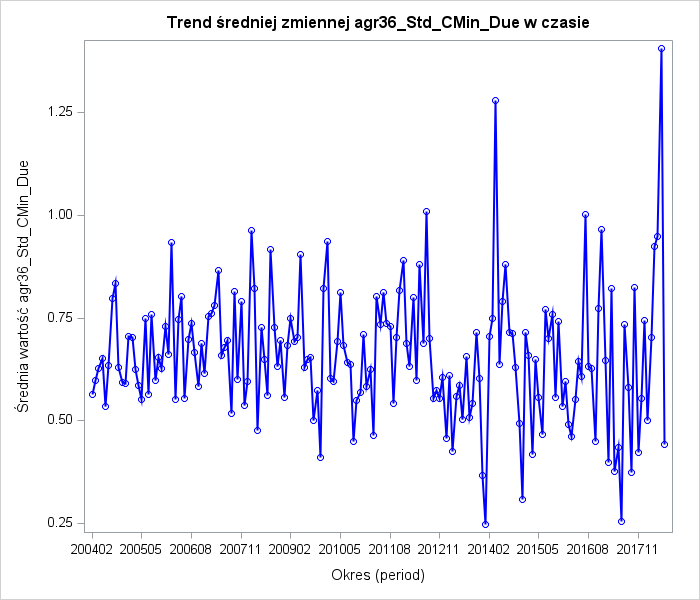 Trend średniej zmiennej agr36_Std_CMin_Due w czasie
Średnia wartość agr36_Std_CMin_Due
1.25
1.00
0.75
0.50
0.25
200402 200505 200608 200711 200902 201005 201108 201211 201402 201505 201608 201711
Okres (period)